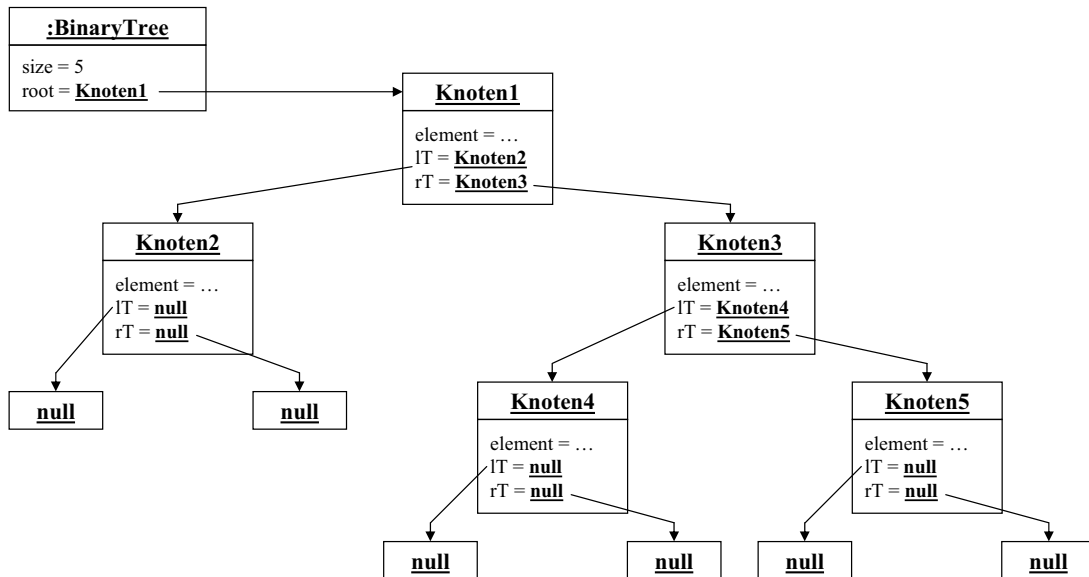 :BinaryTree
size = 5
root = Knoten1
Knoten1
element = …
lT = Knoten2
rT = Knoten3
Knoten2
element = …
lT = null
rT = null
Knoten3
element = …
lT = Knoten4
rT = Knoten5
null
null
Knoten4
element = …
lT = null
rT = null
Knoten5
element = …
lT = null
rT = null
null
null
null
null